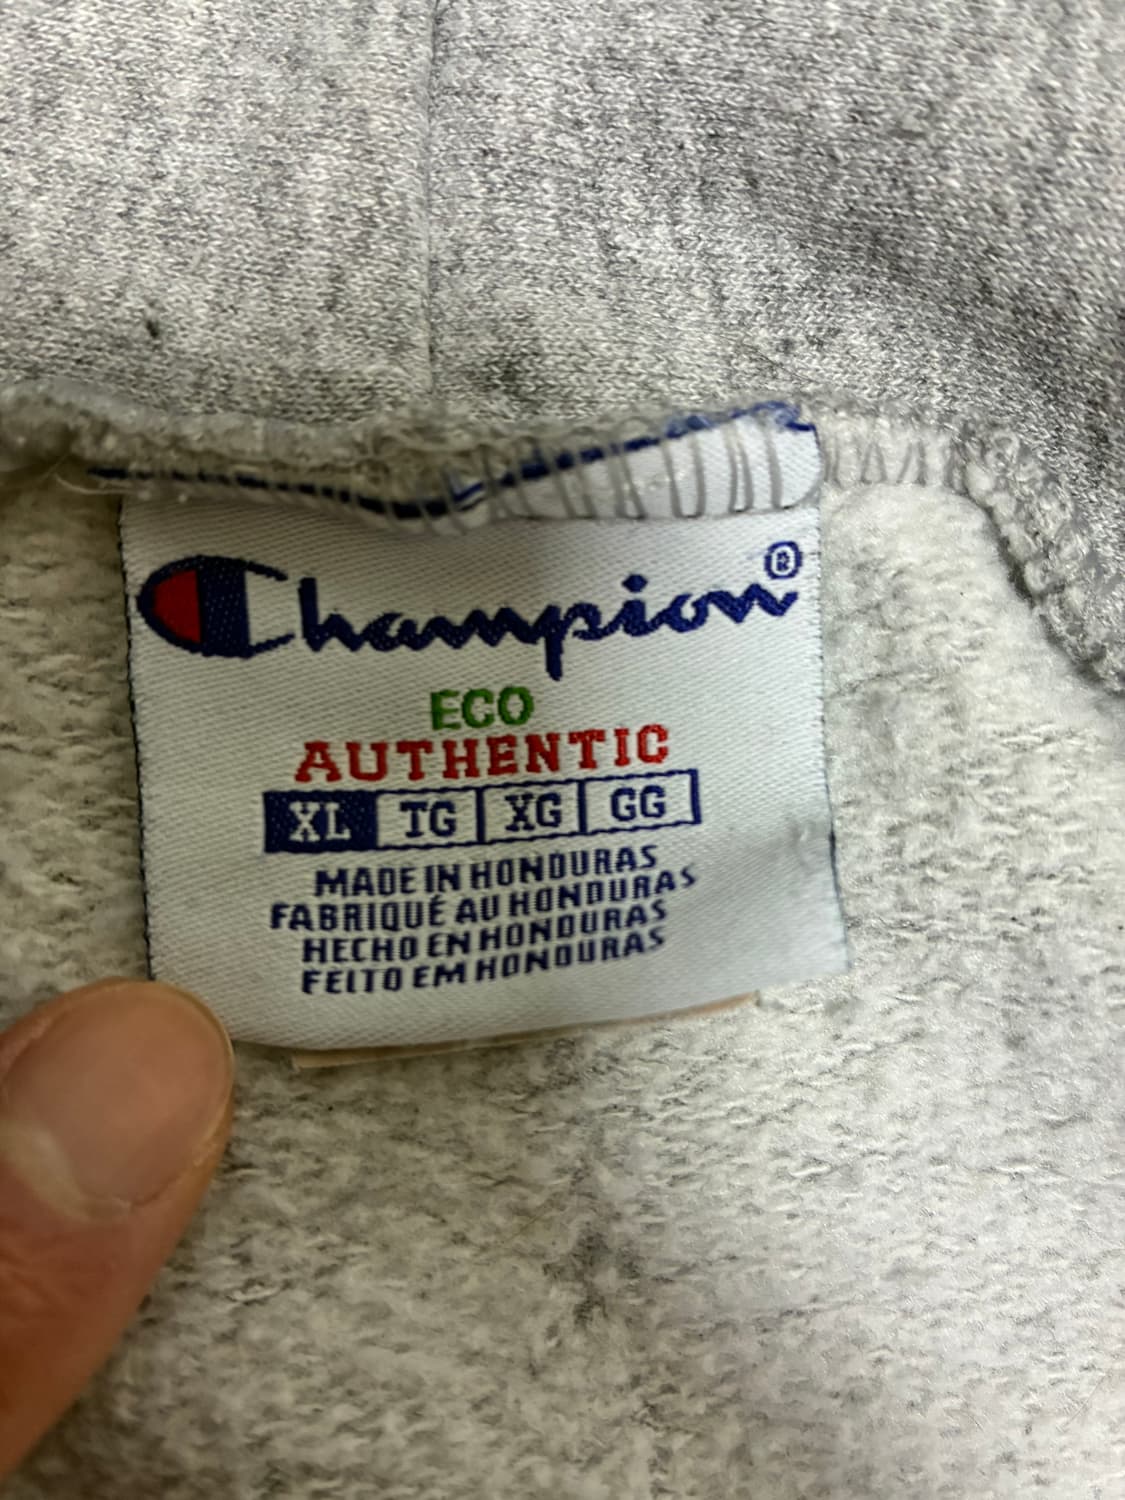 Champion®
ECO
AUTHENTIC
XL TG XG GG
MADE IN HONDURAS
FABRIQUÉ AU HONDURAS
HECHO EN HONDURAS
FEITO EM HONDURAS